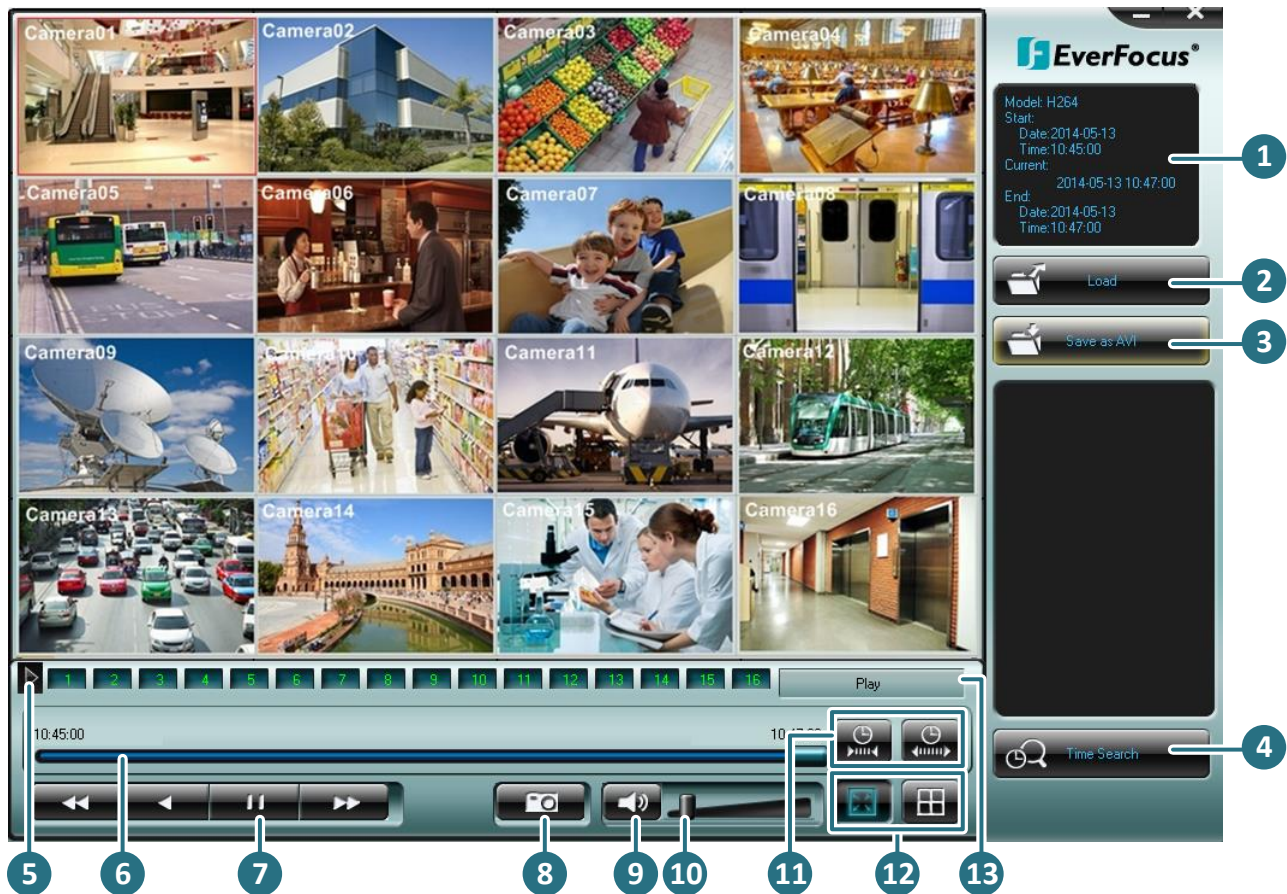 Camera01
Camera02
Camera03
Camera04
Camera05
Camera06
Camera07
Camera08
Camera09
Camera10
Camera11
Camera12
Camera13
Camera14
Camera15
Camera16
EverFocus®
Model: H264
Start:
Date:2014-05-13
Time:10:45:00
Current:
2014-05-13 10:47:00
End:
Date:2014-05-13
Time:10:47:00
1
Load
2
Save as AVI
3
Time Search
4
1 2 3 4 5 6 7 8 9 10 11 12 13 14 15 16
Play
10:45:00
11
5 6 7 8 9 10 12 13